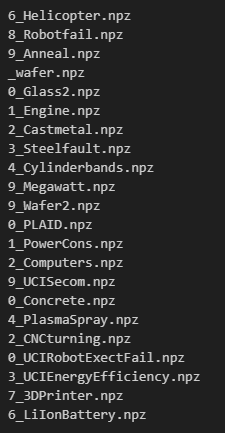 6_Helicopter.npz
8_Robotfail.npz
9_Anneal.npz
_wafer.npz
0_Glass2.npz
1_Engine.npz
2_Castmetal.npz
3_Steelfault.npz
4_Cylinderbands.npz
9_Megawatt.npz
9_Wafer2.npz
0_PLAID.npz
1_PowerCons.npz
2_Computers.npz
9_UCISecom.npz
0_Concrete.npz
4_PlasmaSpray.npz
2_CNCturning.npz
0_UCIRobotExectFail.npz
3_UCIEnergyEfficiency.npz
7_3DPrinter.npz
6_LiIonBattery.npz